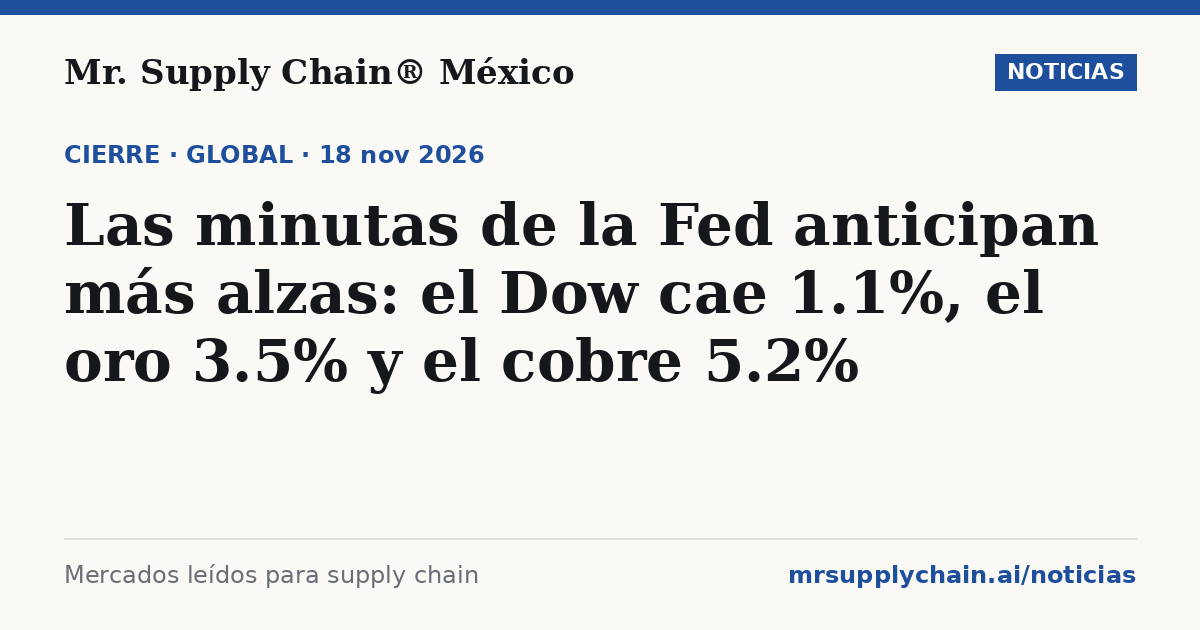 Mr. Supply Chain® México
NOTICIAS
CIERRE · GLOBAL · 18 nov 2026
Las minutas de la Fed anticipan
más alzas: el Dow cae 1.1%, el
oro 3.5% y el cobre 5.2%
Mercados leídos para supply chain
mrsupplychain.ai/noticias